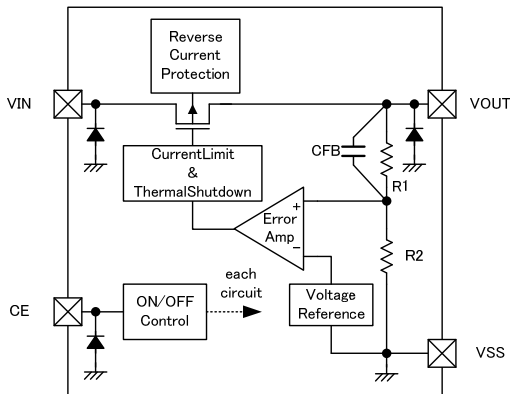 Reverse
Current
Protection
VIN
VOUT
CFB
R1
CurrentLimit
&
ThermalShutdown
+
Error
Amp
−
R2
each
circuit
CE
ON/OFF
Control
Voltage
Reference
VSS